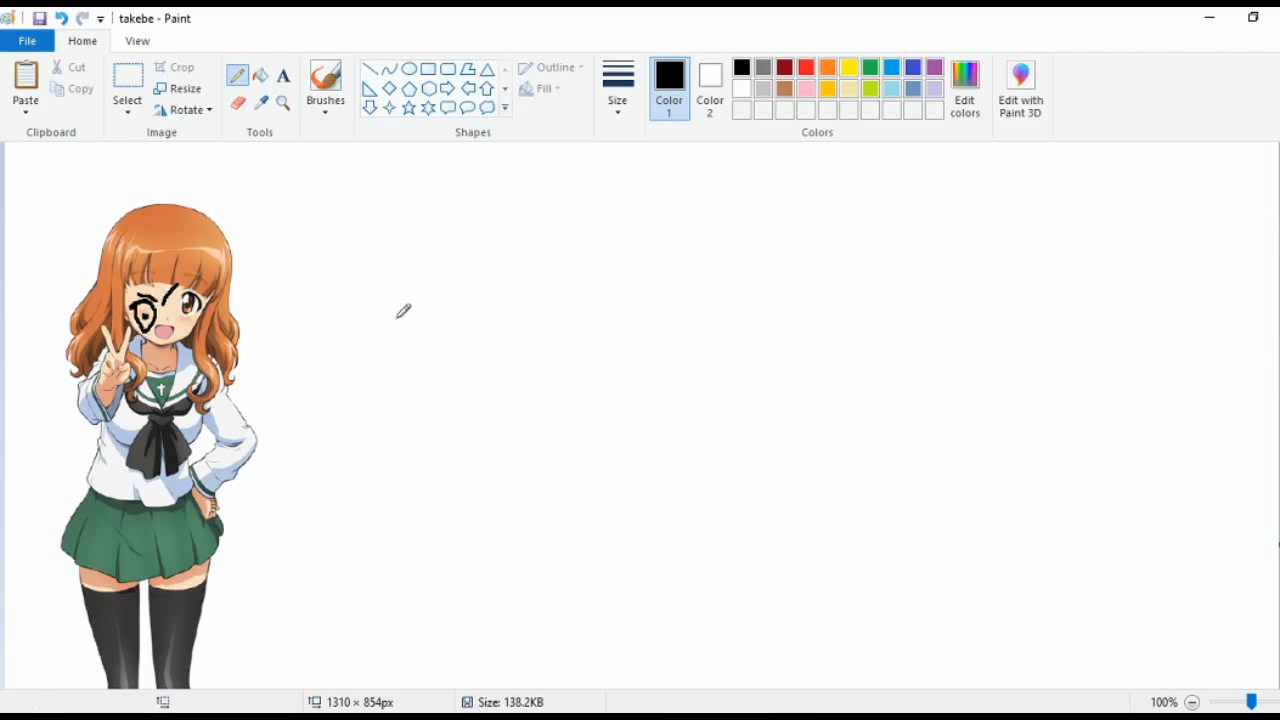 takebe - Paint
File Home View
Paste
Cut
Copy
Clipboard
Select
Crop
Resize
Rotate
Image
A
Tools
Brushes
Outline
Fill
Shapes
Size
Color 1
Color 2
Edit colors
Colors
Edit with Paint 3D
1310 × 854px
Size: 138.2KB
100%